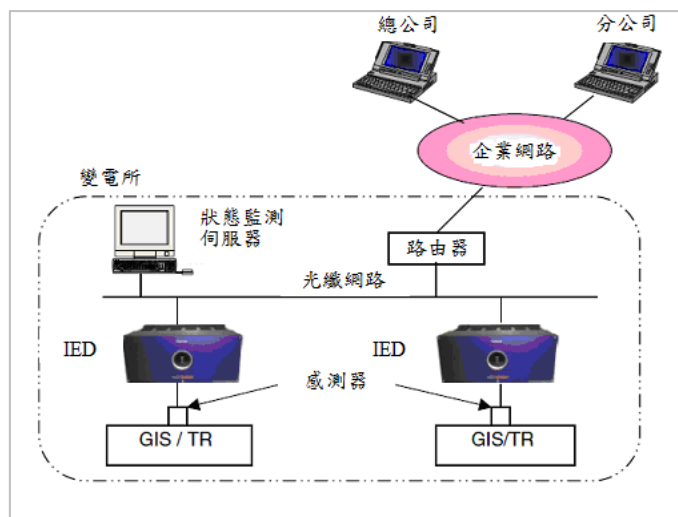 總公司
分公司
企業網路
變電所
狀態監測
伺服器
路由器
光纖網路
IED
IED
感測器
GIS / TR
GIS/TR